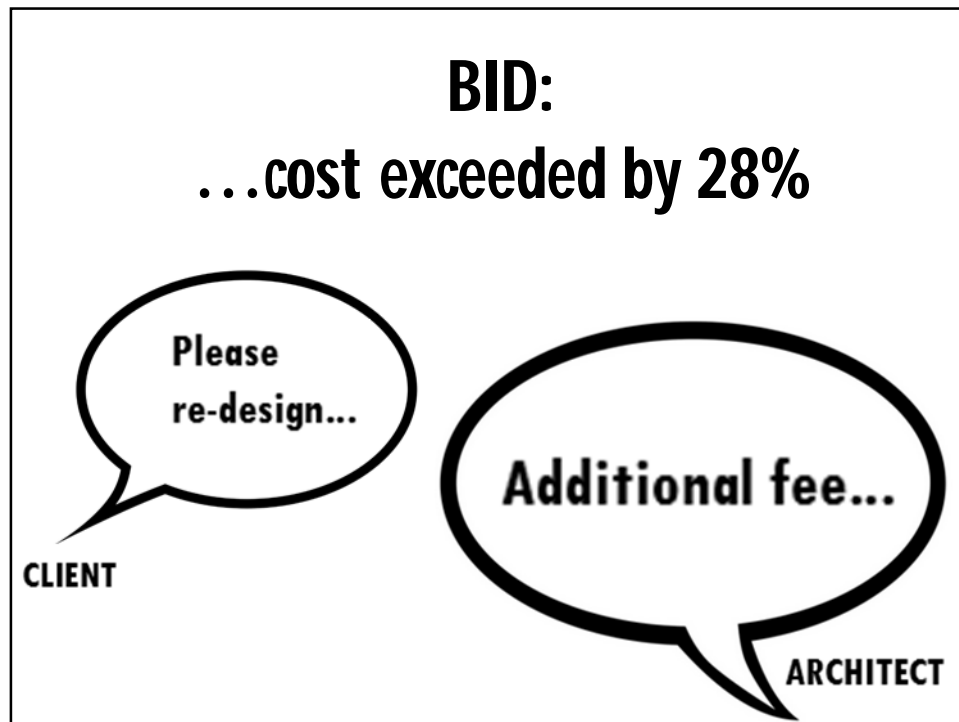 BID:
...cost exceeded by 28%
Please
re-design...
CLIENT
Additional fee...
ARCHITECT